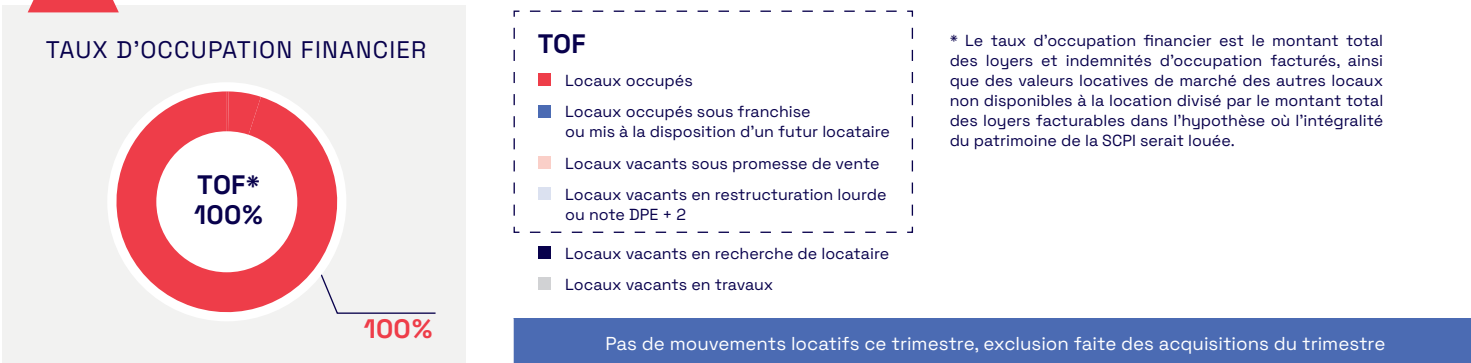 TAUX D'OCCUPATION FINANCIER
TOF*
100%
100%
TOF
Locaux occupés
Locaux occupés sous franchise
ou mis à la disposition d'un futur locataire
Locaux vacants sous promesse de vente
Locaux vacants en restructuration lourde
ou note DPE + 2
Locaux vacants en recherche de locataire
Locaux vacants en travaux
* Le taux d'occupation financier est le montant total
des loyers et indemnités d'occupation facturés, ainsi
que des valeurs locatives de marché des autres locaux
non disponibles à la location divisé par le montant total
des loyers facturables dans l'hypothèse où l'intégralité
du patrimoine de la SCPI serait louée.
Pas de mouvements locatifs ce trimestre, exclusion faite des acquisitions du trimestre